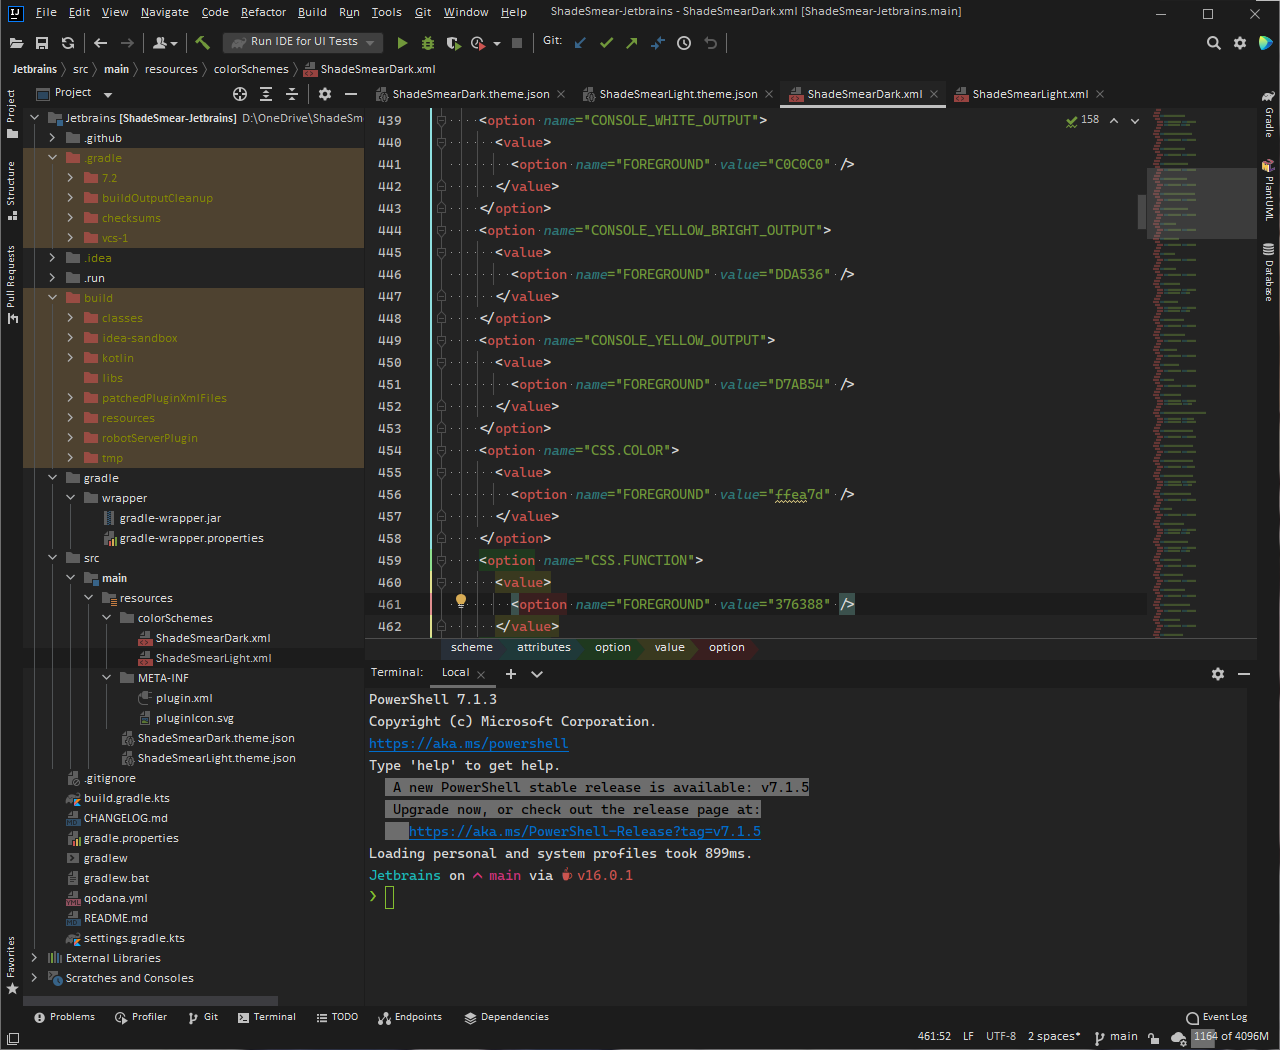 File Edit View Navigate Code Refactor Build Run Tools Git Window Help ShadeSmear-Jetbrains - ShadeSmearDark.xml [ShadeSmear-Jetbrains.main]
Run IDE for UI Tests Git:
Jetbrains src main resources colorSchemes ShadeSmearDark.xml
Project
Structure
Pull Requests
Favorites
Project
ShadeSmearDark.theme.json ShadeSmearLight.theme.json ShadeSmearDark.xml ShadeSmearLight.xml
Jetbrains [ShadeSmear-Jetbrains] D:\OneDrive\ShadeSm
.github
.gradle
7.2
buildOutputCleanup
checksums
vcs-1
.idea
.run
build
classes
idea-sandbox
kotlin
libs
patchedPluginXmlFiles
resources
robotServerPlugin
tmp
gradle
wrapper
gradle-wrapper.jar
gradle-wrapper.properties
src
main
resources
colorSchemes
ShadeSmearDark.xml
ShadeSmearLight.xml
META-INF
plugin.xml
pluginIcon.svg
ShadeSmearDark.theme.json
ShadeSmearLight.theme.json
.gitignore
build.gradle.kts
CHANGELOG.md
gradle.properties
gradlew
gradlew.bat
qodana.yml
README.md
settings.gradle.kts
External Libraries
Scratches and Consoles
439 <option name="CONSOLE_WHITE_OUTPUT">
440 <value>
441 <option name="FOREGROUND" value="C0C0C0" />
442 </value>
443 </option>
444 <option name="CONSOLE_YELLOW_BRIGHT_OUTPUT">
445 <value>
446 <option name="FOREGROUND" value="DDA536" />
447 </value>
448 </option>
449 <option name="CONSOLE_YELLOW_OUTPUT">
450 <value>
451 <option name="FOREGROUND" value="D7AB54" />
452 </value>
453 </option>
454 <option name="CSS.COLOR">
455 <value>
456 <option name="FOREGROUND" value="ffea7d" />
457 </value>
458 </option>
459 <option name="CSS.FUNCTION">
460 <value>
461 <option name="FOREGROUND" value="376388" />
462 </value>
158
scheme attributes option value option
Gradle
PlantUML
Database
Terminal: Local
PowerShell 7.1.3
Copyright (c) Microsoft Corporation.
https://aka.ms/powershell
Type 'help' to get help.
A new PowerShell stable release is available: v7.1.5
Upgrade now, or check out the release page at:
https://aka.ms/PowerShell-Release?tag=v7.1.5
Loading personal and system profiles took 899ms.
Jetbrains on main via v16.0.1
❯
Problems Profiler Git Terminal TODO Endpoints Dependencies Event Log
461:52 LF UTF-8 2 spaces* main 1164 of 4096M